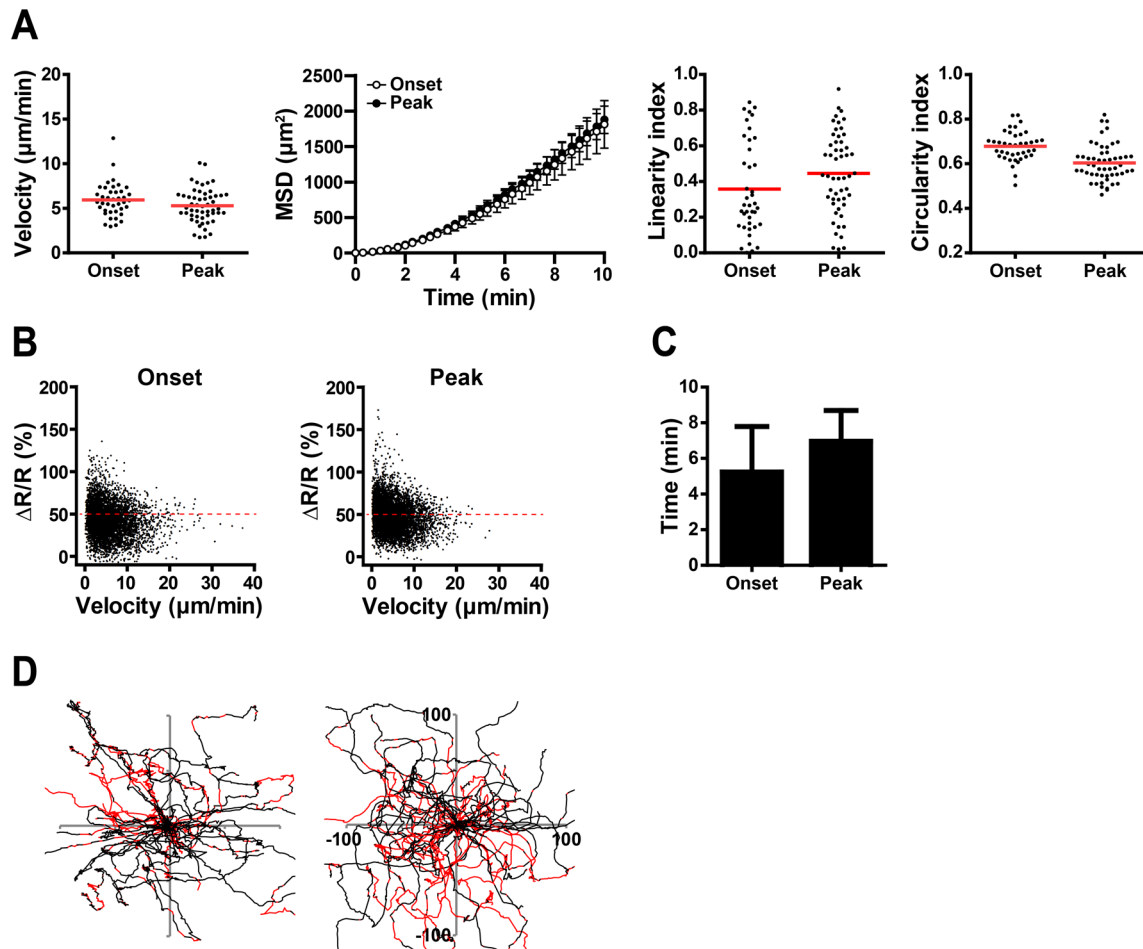 A
Velocity (µm/min)
20
15
10
5
0
Onset
Peak
MSD (µm²)
2500
2000
1500
1000
500
0
Onset
Peak
0
2
4
6
8
10
Time (min)
Linearity index
1.0
0.8
0.6
0.4
0.2
0.0
Onset
Peak
Circularity index
1.0
0.8
0.6
0.4
0.2
Onset
Peak
B
Onset
ΔR/R (%)
200
150
100
50
0
0
10
20
30
40
Velocity (µm/min)
Peak
ΔR/R (%)
200
150
100
50
0
0
10
20
30
40
Velocity (µm/min)
C
Time (min)
10
8
6
4
2
0
Onset
Peak
D
100
-100
100
-100